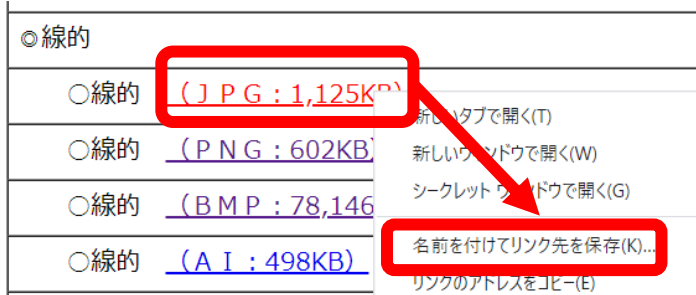 ◎線的
○線的 （ＪＰＧ：1,125KB）
新しいタブで開く(T)
○線的 （ＰＮＧ：602KB）
新しいウィンドウで開く(W)
○線的 （ＢＭＰ：78,146
シークレット ウィンドウで開く(G)
名前を付けてリンク先を保存(K)...
○線的 （ＡＩ：498KB）
リンクのアドレスをコピー(E)